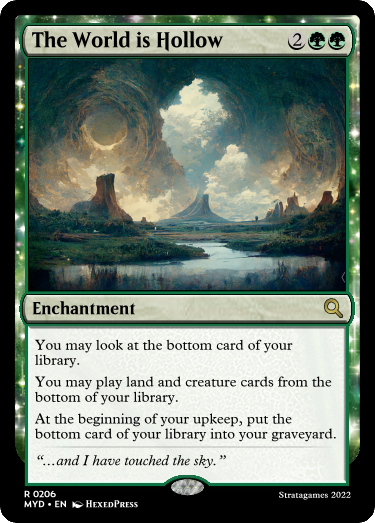 The World is Hollow 2
Enchantment
You may look at the bottom card of your
library.
You may play land and creature cards from the
bottom of your library.
At the beginning of your upkeep, put the
bottom card of your library into your graveyard.
“…and I have touched the sky.”
R 0206
MYD • EN HEXEDPRESS
Stratagames 2022